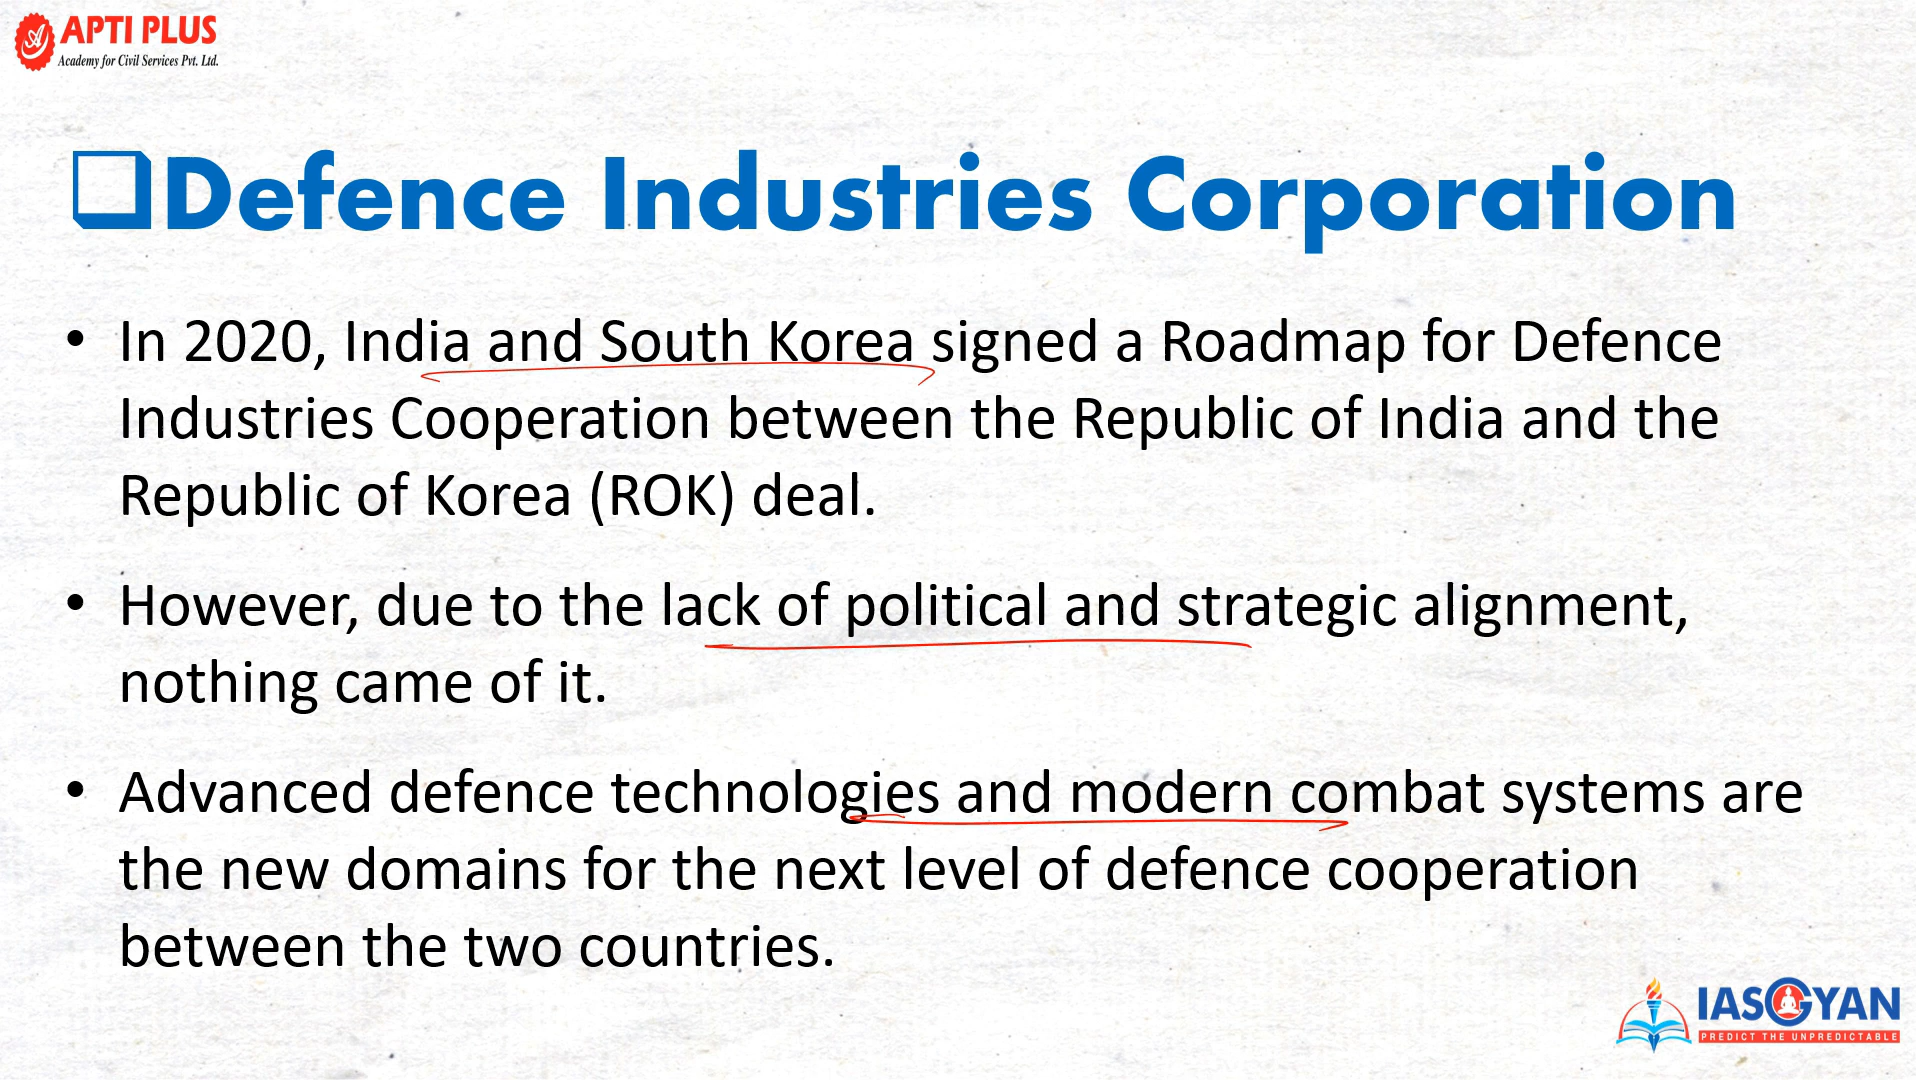 APTI PLUS
Academy for Civil Services Pvt. Ltd.
Defence Industries Corporation
• In 2020, India and South Korea signed a Roadmap for Defence
Industries Cooperation between the Republic of India and the
Republic of Korea (ROK) deal.
• However, due to the lack of political and strategic alignment,
nothing came of it.
• Advanced defence technologies and modern combat systems are
the new domains for the next level of defence cooperation
between the two countries.
IASGYAN
PREDICT THE UNPREDICTABLE